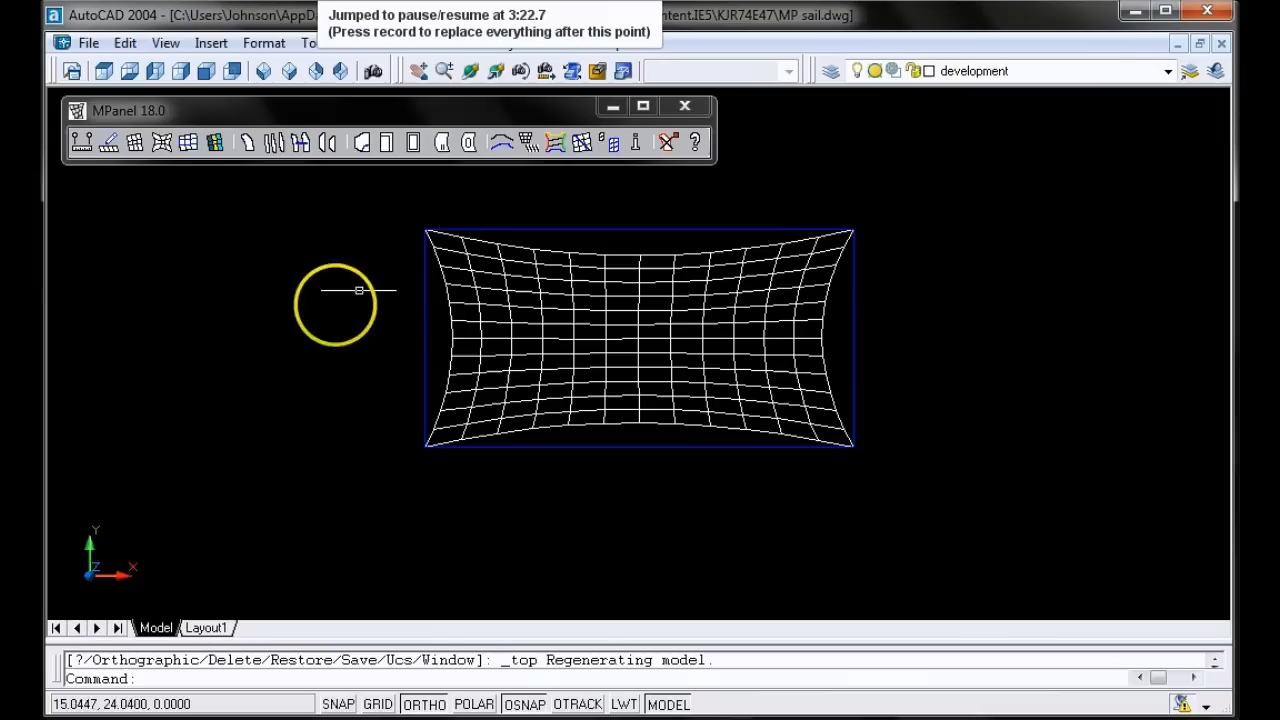 AutoCAD 2004 - [C:\Users\Johnson\AppDa
ntent.IE5\KJR74E47\MP sail.dwg]
Jumped to pause/resume at 3:22.7
(Press record to replace everything after this point)
File Edit View Insert Format To
development
MPanel 18.0
Y
Z X
Model Layout1
[?/Orthographic/Delete/Restore/Save/Ucs/Window]: _top Regenerating model.
Command:
15.0447, 24.0400, 0.0000 SNAP GRID ORTHO POLAR OSNAP OTRACK LWT MODEL